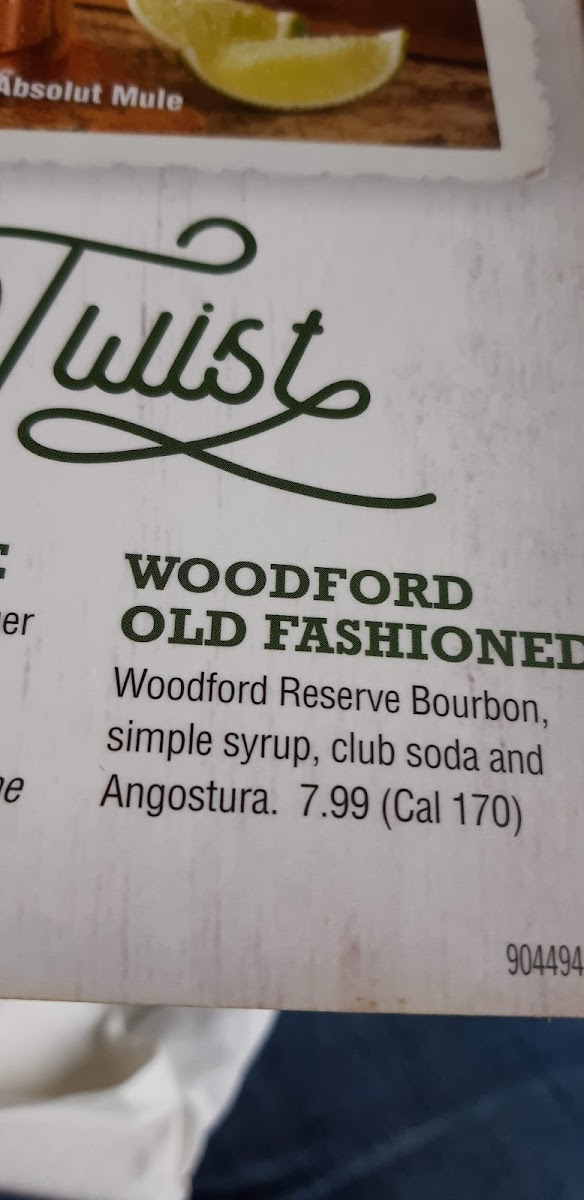 Absolut Mule
Twist
er
WOODFORD
OLD FASHIONED
Woodford Reserve Bourbon,
simple syrup, club soda and
Angostura. 7.99 (Cal 170)
904494